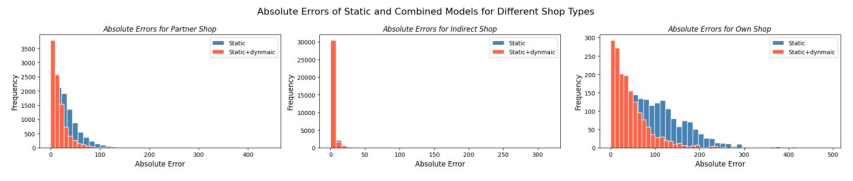 Absolute Errors of Static and Combined Models for Different Shop Types
Absolute Errors for Partner Shop
Absolute Errors for Indirect Shop
Absolute Errors for Own Shop
Static
Static+dynmaic
Static
Static+dynmaic
Static
Static+dynmaic
Frequency
3500
3000
2500
2000
1500
1000
500
0
0
100
200
300
400
Absolute Error
Frequency
30000
25000
20000
15000
10000
5000
0
0
50
100
150
200
250
300
Absolute Error
Frequency
300
250
200
150
100
50
0
0
100
200
300
400
500
Absolute Error